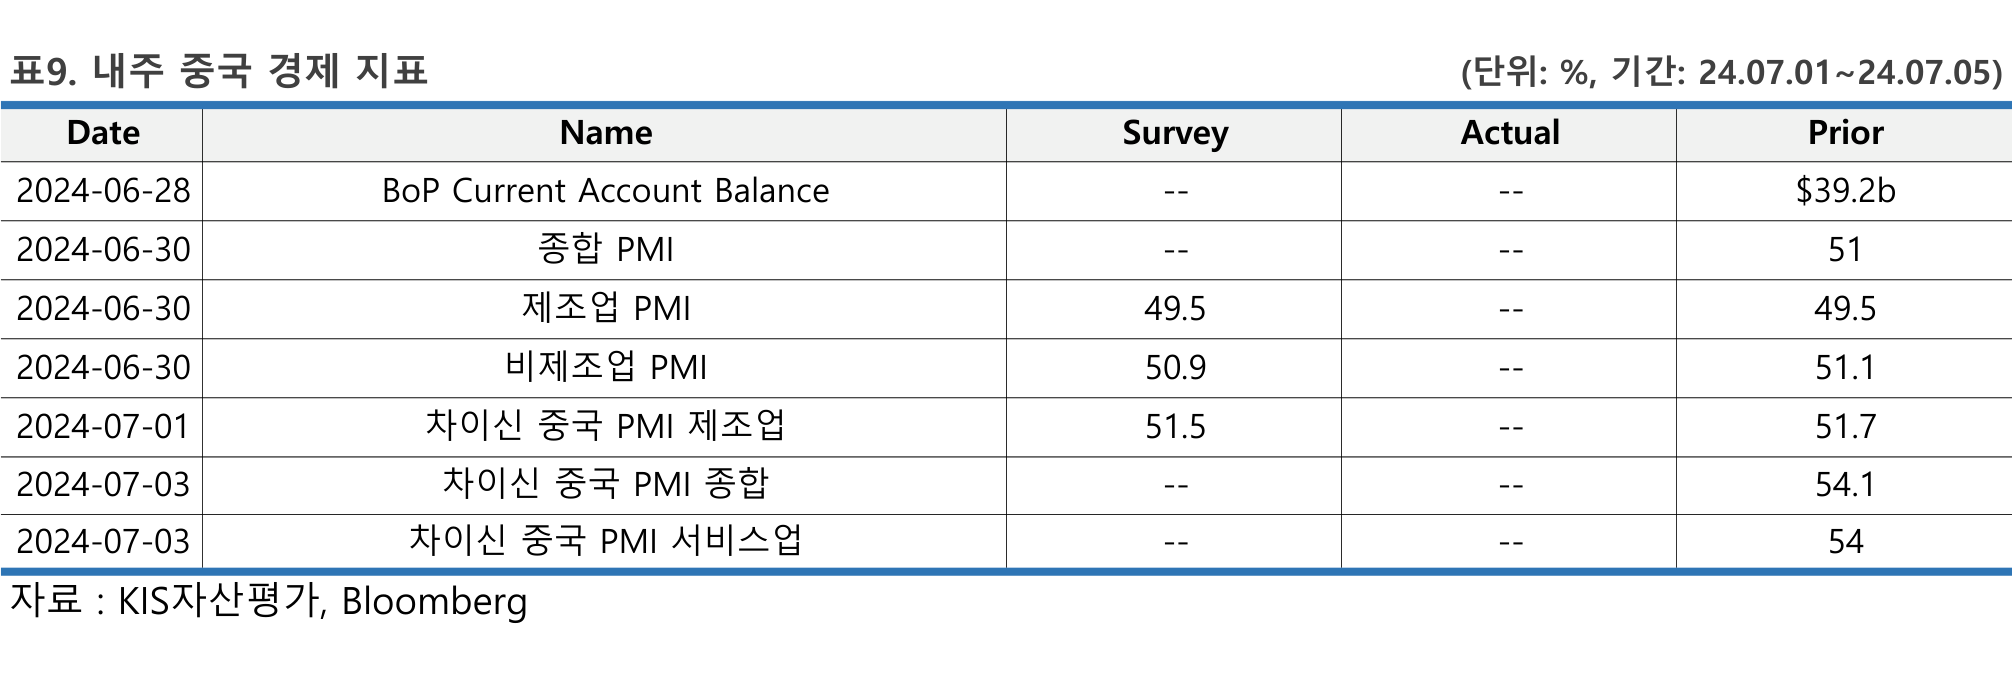 표9. 내주 중국 경제 지표 (단위: %, 기간: 24.07.01~24.07.05)
Date Name Survey Actual Prior
2024-06-28 BoP Current Account Balance -- -- $39.2b
2024-06-30 종합 PMI -- -- 51
2024-06-30 제조업 PMI 49.5 -- 49.5
2024-06-30 비제조업 PMI 50.9 -- 51.1
2024-07-01 차이신 중국 PMI 제조업 51.5 -- 51.7
2024-07-03 차이신 중국 PMI 종합 -- -- 54.1
2024-07-03 차이신 중국 PMI 서비스업 -- -- 54
자료 : KIS자산평가, Bloomberg